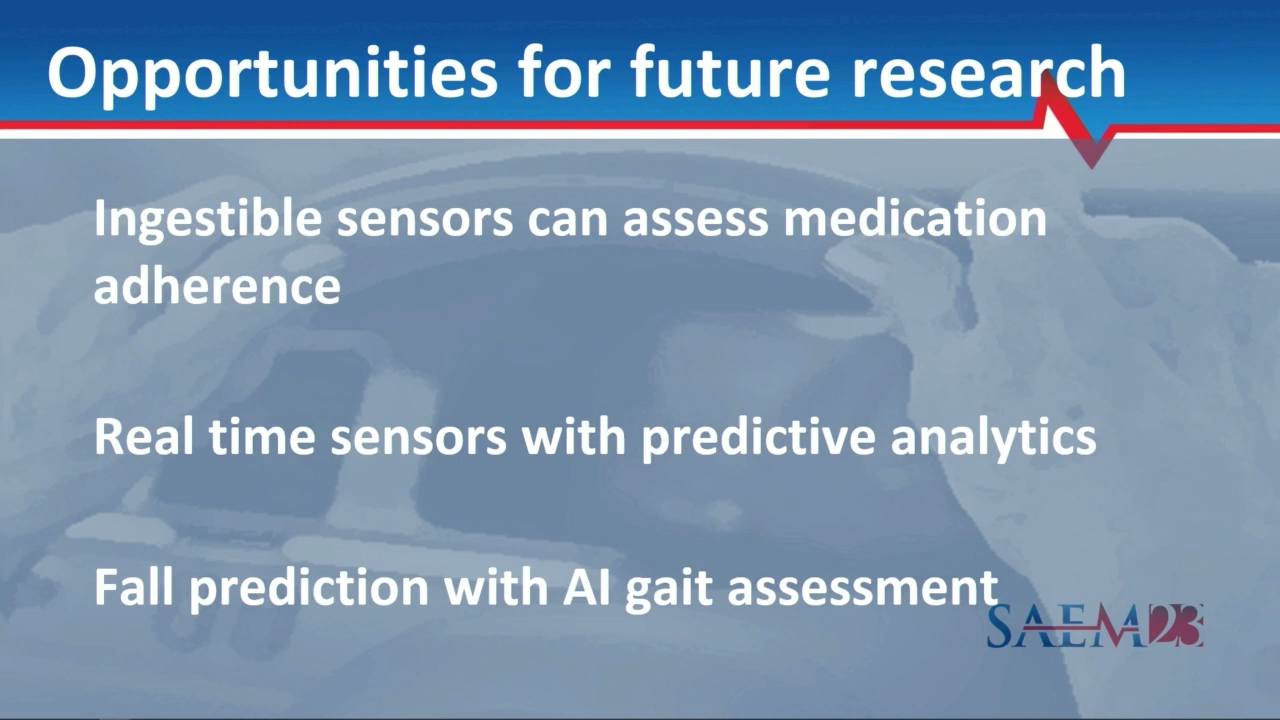 Opportunities for future research
Ingestible sensors can assess medication
adherence
Real time sensors with predictive analytics
Fall prediction with AI gait assessment
SAEM23